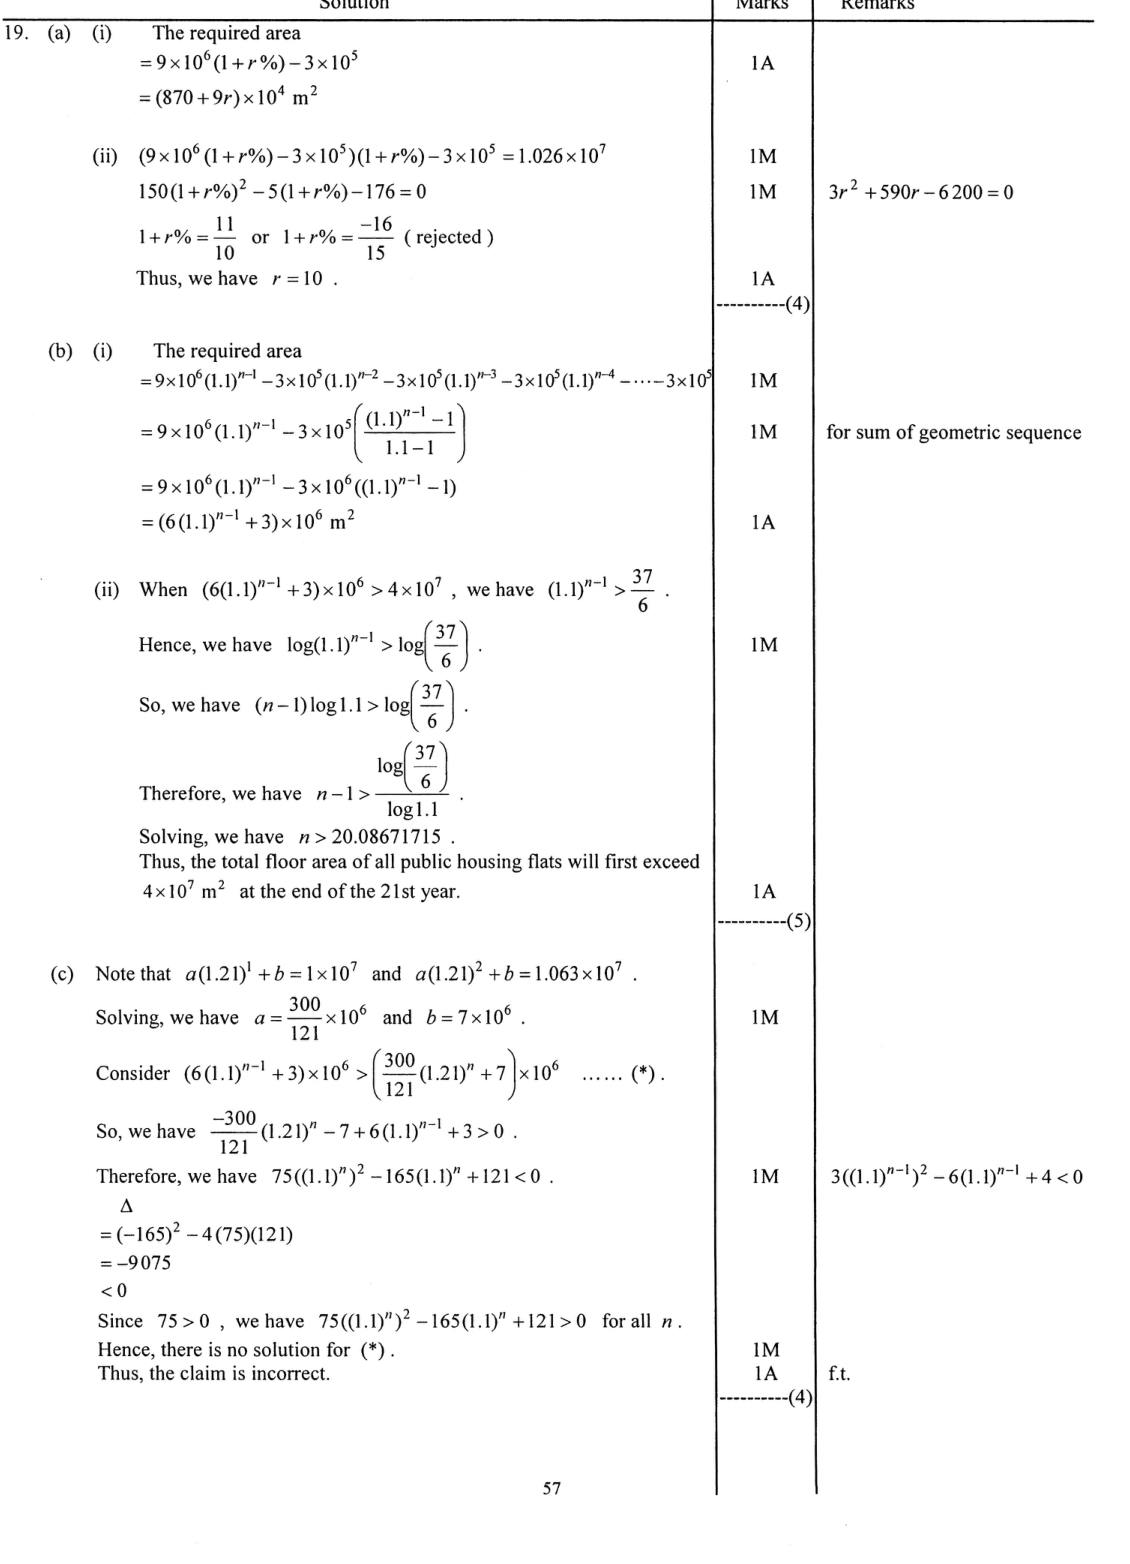 Solution Marks Remarks
19. (a) (i) The required area
= 9×10⁶(1+r%) − 3×10⁵ 1A
= (870+9r)×10⁴ m²
(ii) (9×10⁶(1+r%) − 3×10⁵)(1+r%) − 3×10⁵ = 1.026×10⁷ 1M
150(1+r%)² − 5(1+r%) − 176 = 0 1M 3r² + 590r − 6 200 = 0
1+r% = 11/10 or 1+r% = −16/15 ( rejected )
Thus, we have r = 10 . 1A
----------(4)
(b) (i) The required area
= 9×10⁶(1.1)ⁿ⁻¹ − 3×10⁵(1.1)ⁿ⁻² − 3×10⁵(1.1)ⁿ⁻³ − 3×10⁵(1.1)ⁿ⁻⁴ − ⋯ − 3×10⁵ 1M
= 9×10⁶(1.1)ⁿ⁻¹ − 3×10⁵(((1.1)ⁿ⁻¹ − 1)/(1.1 − 1)) 1M for sum of geometric sequence
= 9×10⁶(1.1)ⁿ⁻¹ − 3×10⁶((1.1)ⁿ⁻¹ − 1)
= (6(1.1)ⁿ⁻¹ + 3)×10⁶ m² 1A
(ii) When (6(1.1)ⁿ⁻¹ + 3)×10⁶ > 4×10⁷ , we have (1.1)ⁿ⁻¹ > 37/6 .
Hence, we have log(1.1)ⁿ⁻¹ > log(37/6) . 1M
So, we have (n−1) log 1.1 > log(37/6) .
Therefore, we have n−1 > log(37/6)/log 1.1 .
Solving, we have n > 20.08671715 .
Thus, the total floor area of all public housing flats will first exceed
4×10⁷ m² at the end of the 21st year. 1A
----------(5)
(c) Note that a(1.21)¹ + b = 1×10⁷ and a(1.21)² + b = 1.063×10⁷ .
Solving, we have a = 300/121 ×10⁶ and b = 7×10⁶ . 1M
Consider (6(1.1)ⁿ⁻¹ + 3)×10⁶ > (300/121 (1.21)ⁿ + 7)×10⁶ ...... (*) .
So, we have −300/121 (1.21)ⁿ − 7 + 6(1.1)ⁿ⁻¹ + 3 > 0 .
Therefore, we have 75((1.1)ⁿ)² − 165(1.1)ⁿ + 121 < 0 . 1M 3((1.1)ⁿ⁻¹)² − 6(1.1)ⁿ⁻¹ + 4 < 0
Δ
= (−165)² − 4(75)(121)
= −9 075
< 0
Since 75 > 0 , we have 75((1.1)ⁿ)² − 165(1.1)ⁿ + 121 > 0 for all n .
Hence, there is no solution for (*) . 1M
Thus, the claim is incorrect. 1A f.t.
----------(4)
57